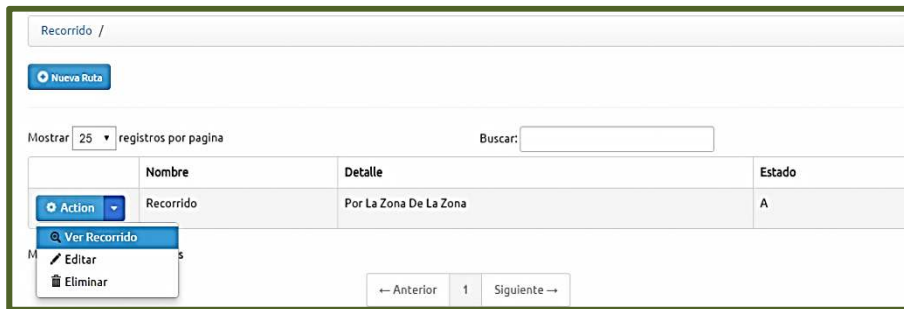 Recorrido /
Nueva Ruta
Mostrar 25 registros por pagina Buscar:
Nombre Detalle Estado
Action Recorrido Por La Zona De La Zona A
Ver Recorrido
M s
Editar
Eliminar
← Anterior 1 Siguiente →